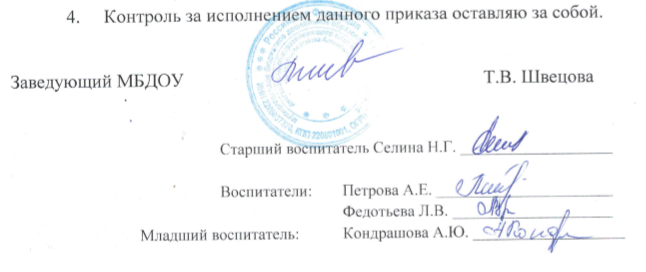 4. Контроль за исполнением данного приказа оставляю за собой.
Заведующий МБДОУ Т.В. Швецова
Старший воспитатель Селина Н.Г.
Воспитатели: Петрова А.Е.
Федотьева Л.В.
Младший воспитатель: Кондрашова А.Ю.